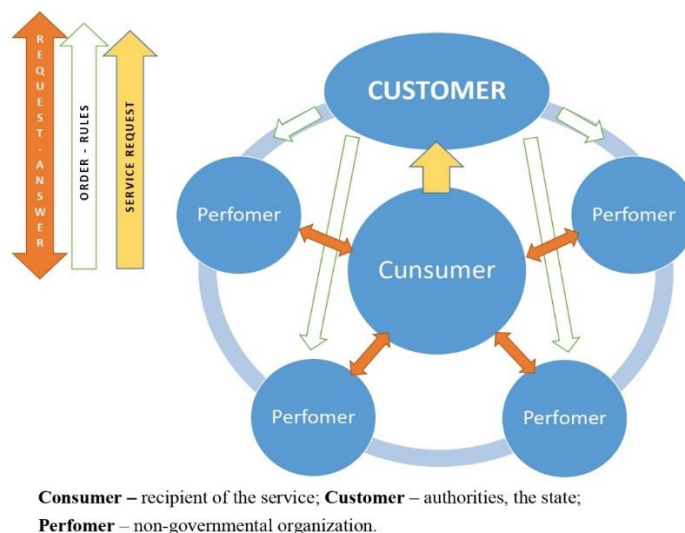 REQUEST - ANSWER
ORDER - RULES
SERVICE REQUEST
CUSTOMER
Perfomer
Perfomer
Cunsumer
Perfomer
Perfomer
Consumer – recipient of the service; Customer – authorities, the state;
Perfomer – non-governmental organization.